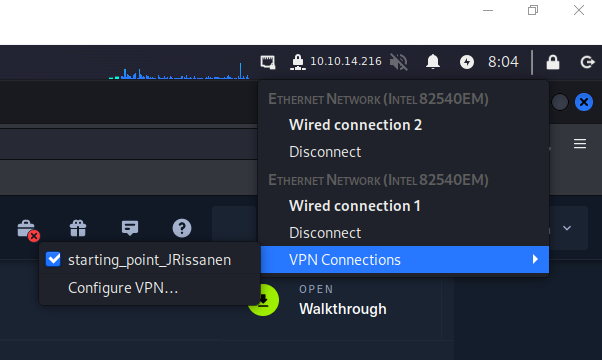 10.10.14.216
8:04
Ethernet Network (Intel 82540EM)
Wired connection 2
Disconnect
Ethernet Network (Intel 82540EM)
Wired connection 1
Disconnect
VPN Connections
starting_point_JRissanen
Configure VPN...
OPEN
Walkthrough